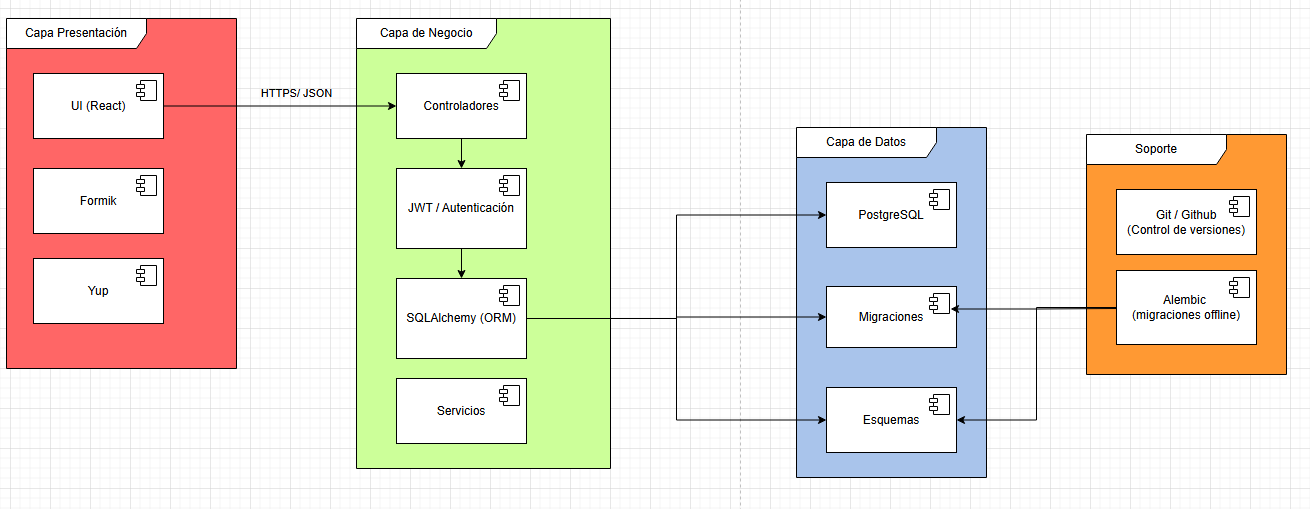 Capa Presentación
UI (React)
Formik
Yup
HTTPS/ JSON
Capa de Negocio
Controladores
JWT / Autenticación
SQLAlchemy (ORM)
Servicios
Capa de Datos
PostgreSQL
Migraciones
Esquemas
Soporte
Git / Github
(Control de versiones)
Alembic
(migraciones offline)